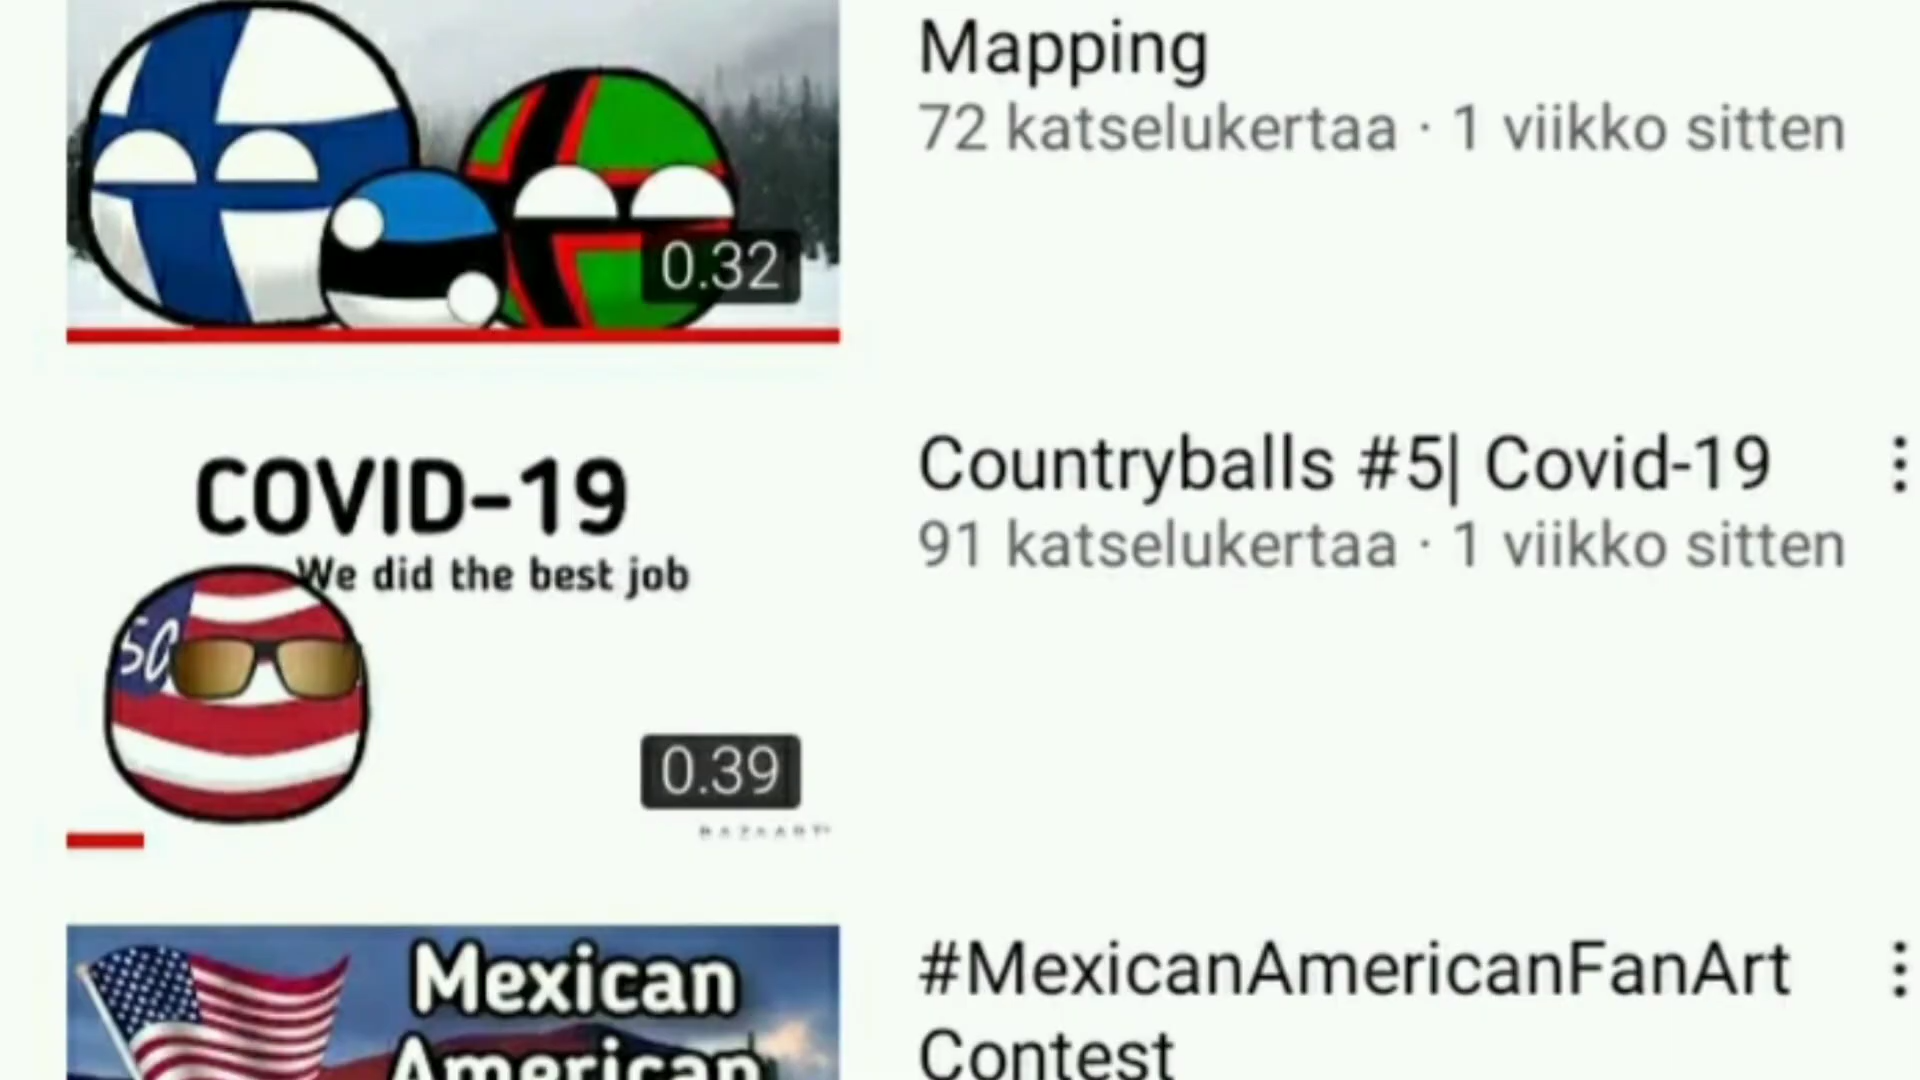 Mapping
72 katselukertaa · 1 viikko sitten
0.32
COVID-19
We did the best job
50
0.39
BAZAART
Countryballs #5| Covid-19
91 katselukertaa · 1 viikko sitten
Mexican
American
#MexicanAmericanFanArt
Contest